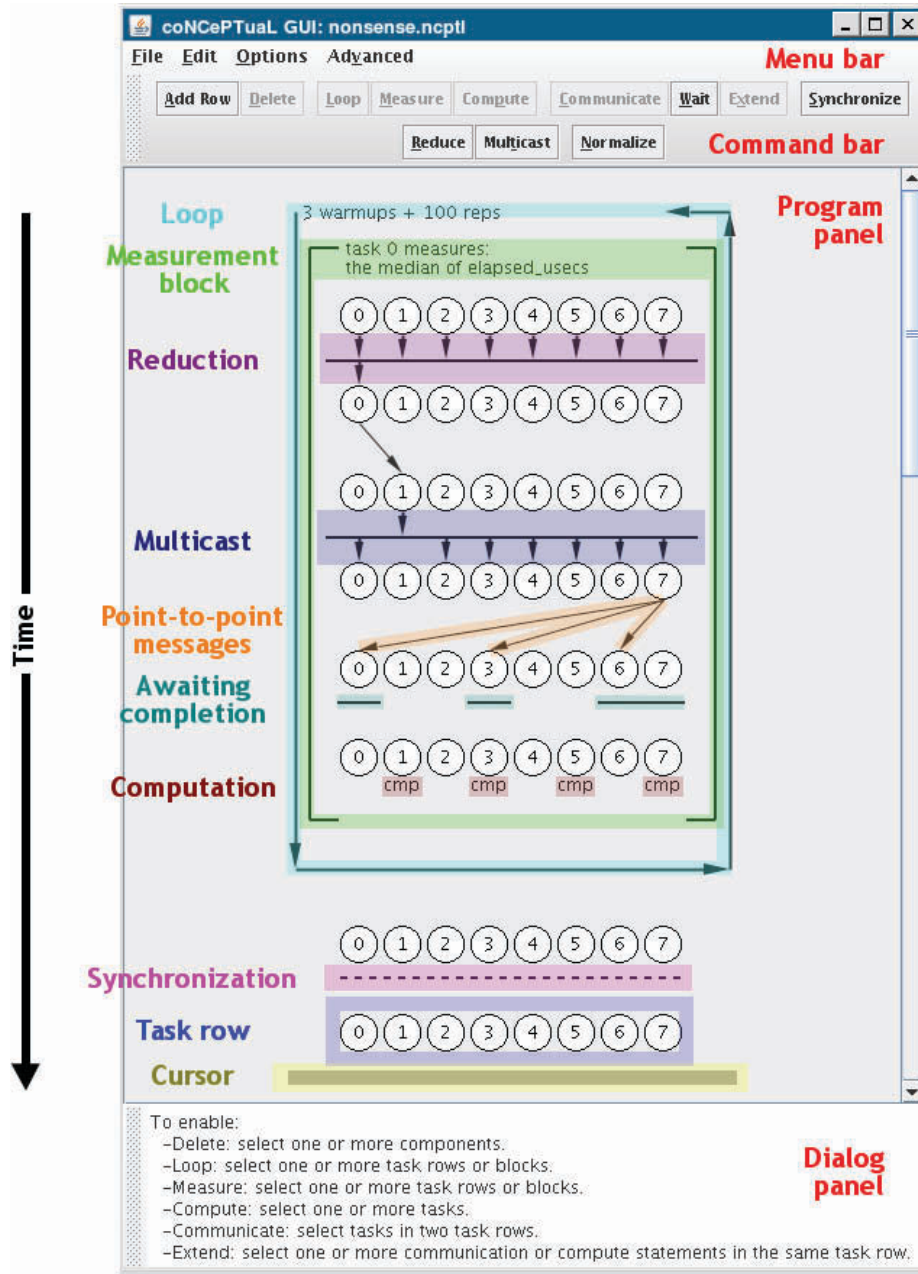 coNCePTuaL GUI: nonsense.ncptl
File Edit Options Advanced
Menu bar
Add Row Delete Loop Measure Compute Communicate Wait Extend Synchronize
Reduce Multicast Normalize
Command bar
Program panel
Loop
3 warmups + 100 reps
Measurement block
task 0 measures:
the median of elapsed_usecs
0 1 2 3 4 5 6 7
Reduction
0 1 2 3 4 5 6 7
0 1 2 3 4 5 6 7
Multicast
0 1 2 3 4 5 6 7
Point-to-point messages
0 1 2 3 4 5 6 7
Awaiting completion
0 1 2 3 4 5 6 7
Computation
cmp cmp cmp cmp
0 1 2 3 4 5 6 7
Synchronization
Task row
0 1 2 3 4 5 6 7
Cursor
Time
To enable:
-Delete: select one or more components.
-Loop: select one or more task rows or blocks.
-Measure: select one or more task rows or blocks.
-Compute: select one or more tasks.
-Communicate: select tasks in two task rows.
-Extend: select one or more communication or compute statements in the same task row.
Dialog panel